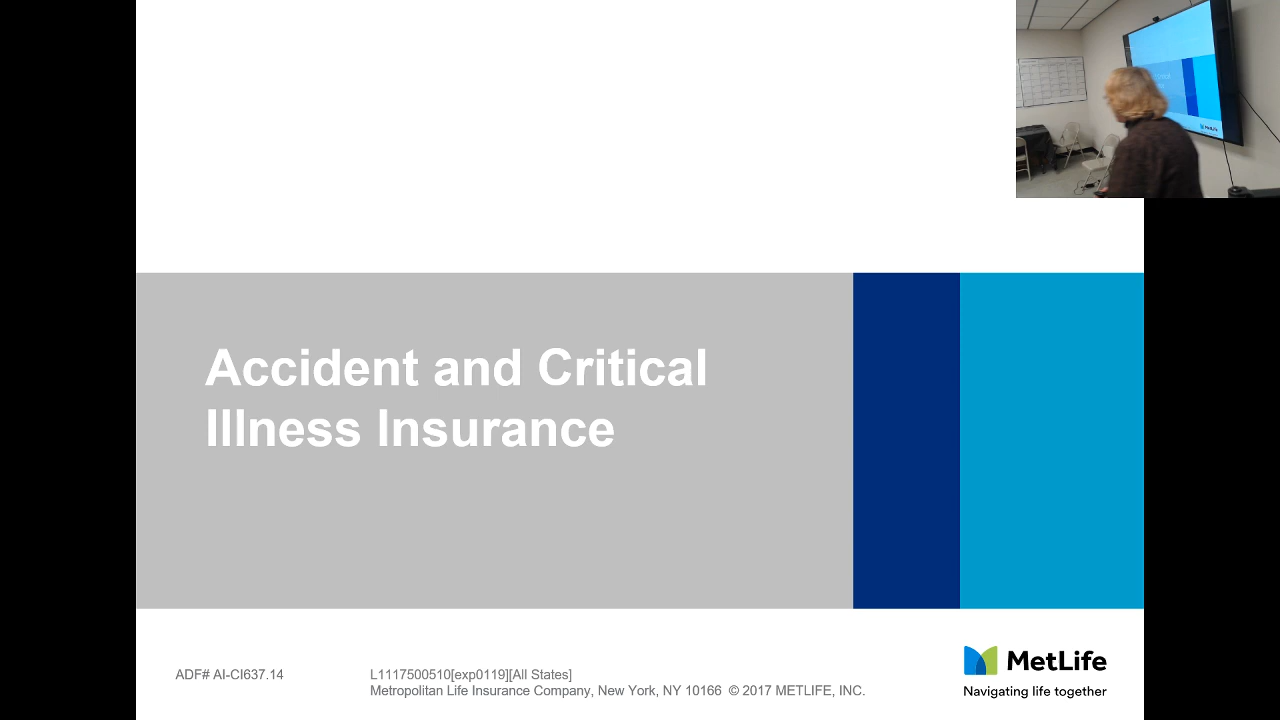 Accident and Critical
Illness Insurance
ADF# AI-CI637.14
L1117500510[exp0119][All States]
Metropolitan Life Insurance Company, New York, NY 10166 © 2017 METLIFE, INC.
MetLife
Navigating life together
MetLife